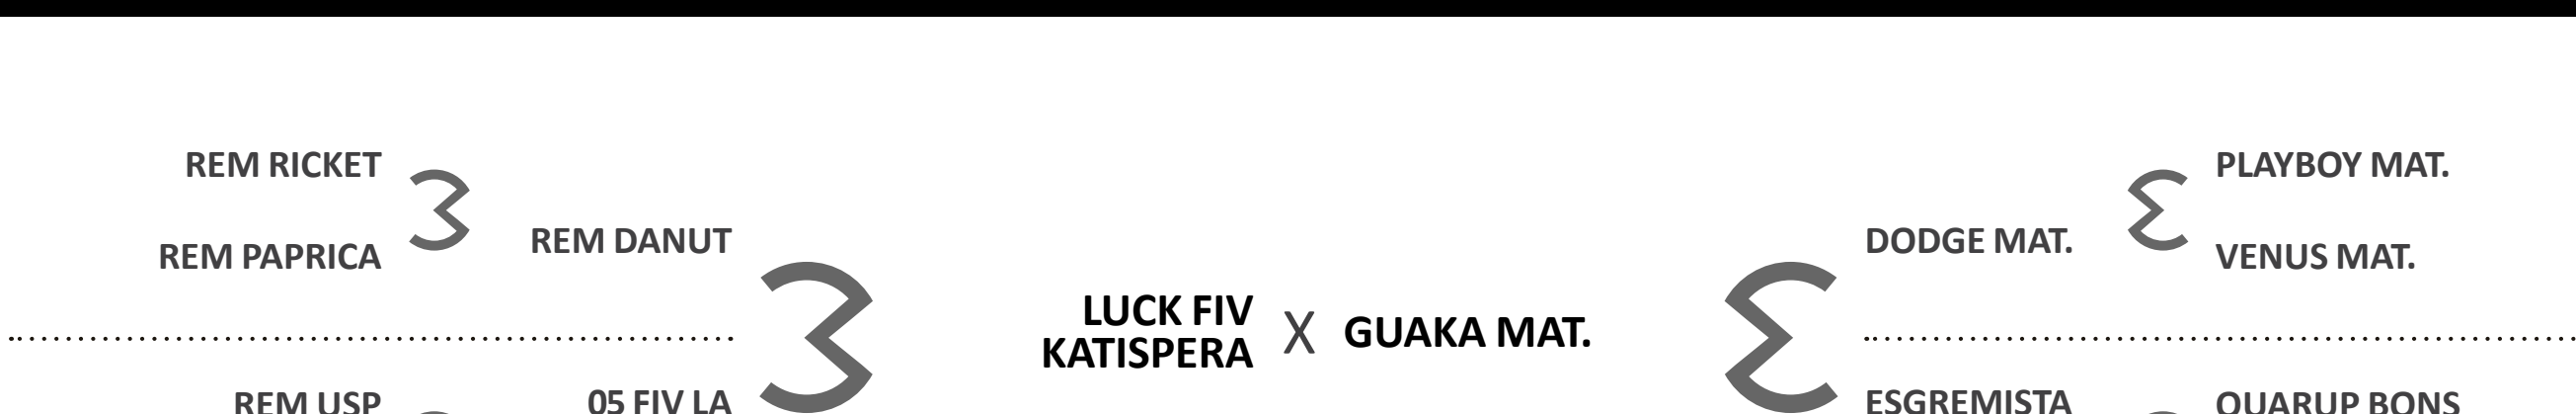 REM RICKET
REM PAPRICA
REM DANUT
LUCK FIV
KATISPERA
X GUAKA MAT.
DODGE MAT.
PLAYBOY MAT.
VENUS MAT.
REM USP
05 FIV LA
ESGREMISTA
QUARUP BONS